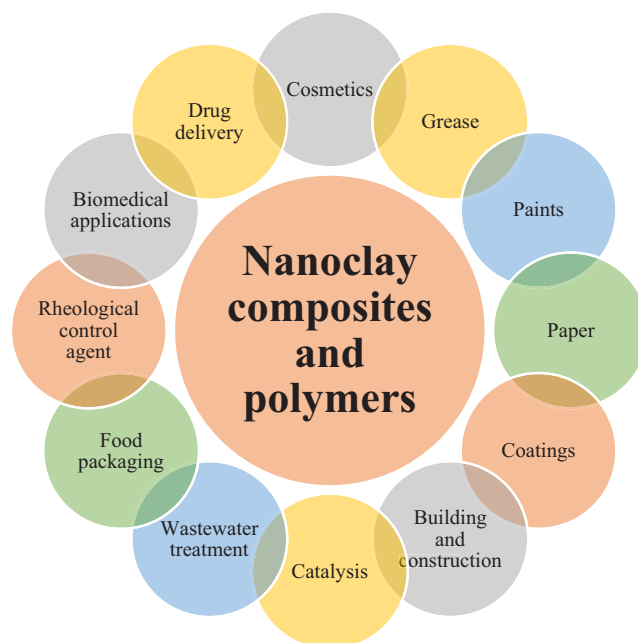 Cosmetics
Grease
Paints
Paper
Coatings
Building
and
construction
Catalysis
Wastewater
treatment
Food
packaging
Rheological
control
agent
Biomedical
applications
Drug
delivery
Nanoclay
composites
and
polymers